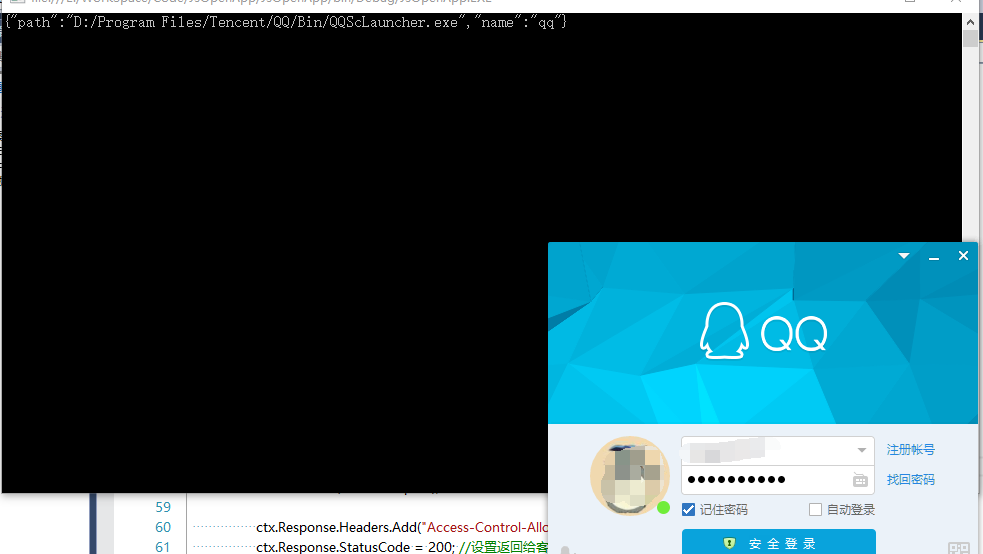 {"path":"D:/Program Files/Tencent/QQ/Bin/QQScLauncher.exe","name":"qq"}
QQ
注册帐号
●●●●●●●●●●
找回密码
记住密码
自动登录
安全登录
59
60 ctx.Response.Headers.Add("Access-Control-Allo
61 ctx.Response.StatusCode = 200; //设置返回给客